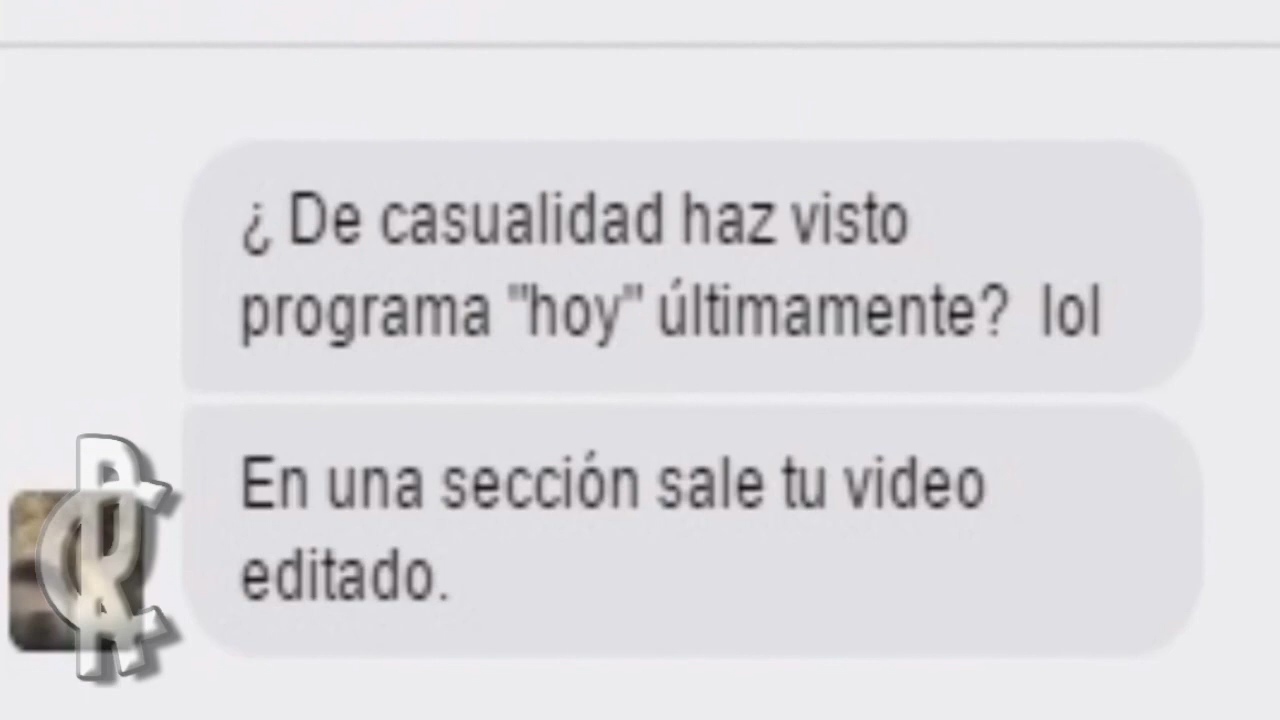 ¿ De casualidad haz visto
programa "hoy" últimamente?  lol
En una sección sale tu video
editado.